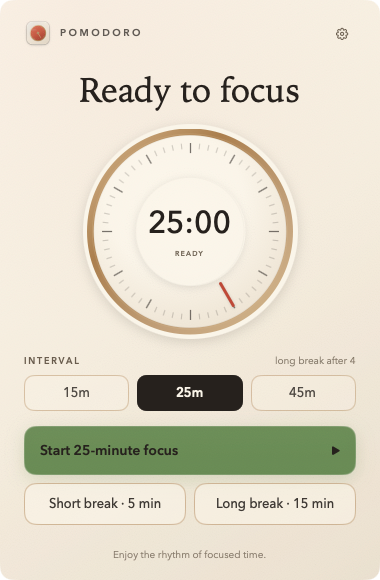 POMODORO
Ready to focus
25:00
READY
INTERVAL long break after 4
15m 25m 45m
Start 25-minute focus
Short break · 5 min Long break · 15 min
Enjoy the rhythm of focused time.